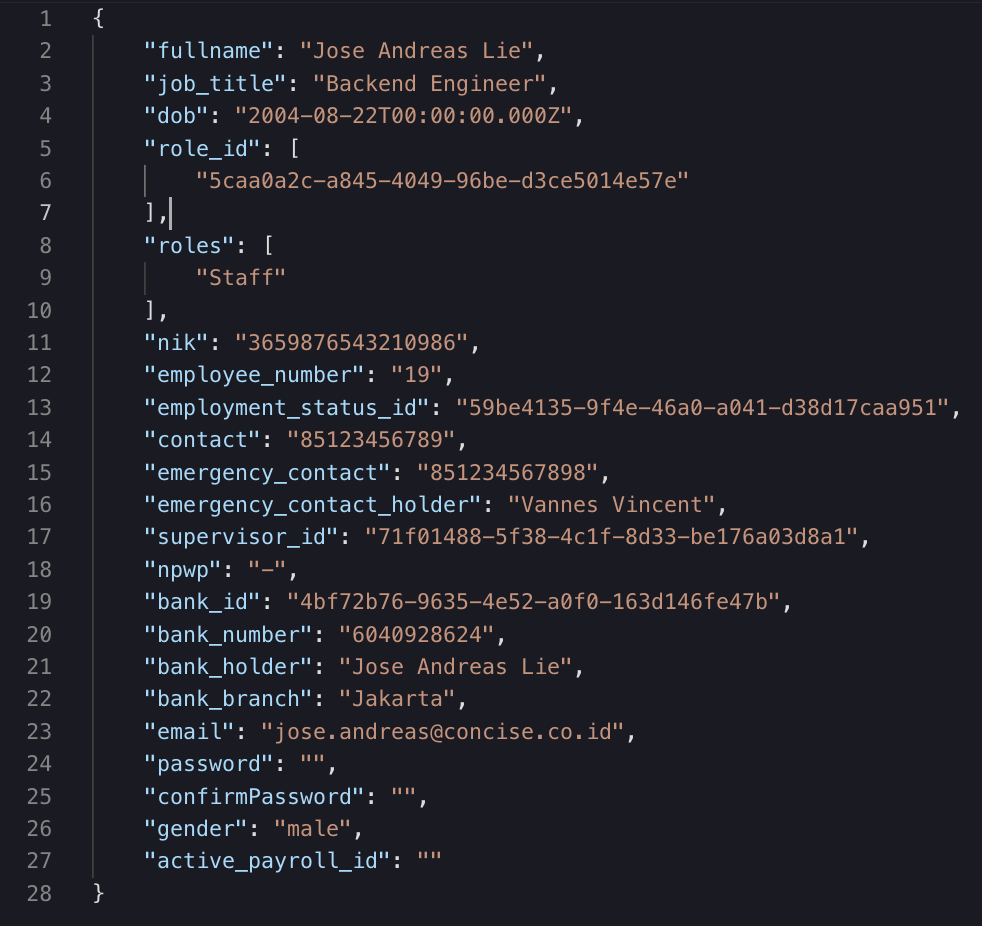 1 {
2 "fullname": "Jose Andreas Lie",
3 "job_title": "Backend Engineer",
4 "dob": "2004-08-22T00:00:00.000Z",
5 "role_id": [
6 "5caa0a2c-a845-4049-96be-d3ce5014e57e"
7 ],
8 "roles": [
9 "Staff"
10 ],
11 "nik": "3659876543210986",
12 "employee_number": "19",
13 "employment_status_id": "59be4135-9f4e-46a0-a041-d38d17caa951",
14 "contact": "85123456789",
15 "emergency_contact": "851234567898",
16 "emergency_contact_holder": "Vannes Vincent",
17 "supervisor_id": "71f01488-5f38-4c1f-8d33-be176a03d8a1",
18 "npwp": "-",
19 "bank_id": "4bf72b76-9635-4e52-a0f0-163d146fe47b",
20 "bank_number": "6040928624",
21 "bank_holder": "Jose Andreas Lie",
22 "bank_branch": "Jakarta",
23 "email": "jose.andreas@concise.co.id",
24 "password": "",
25 "confirmPassword": "",
26 "gender": "male",
27 "active_payroll_id": ""
28 }